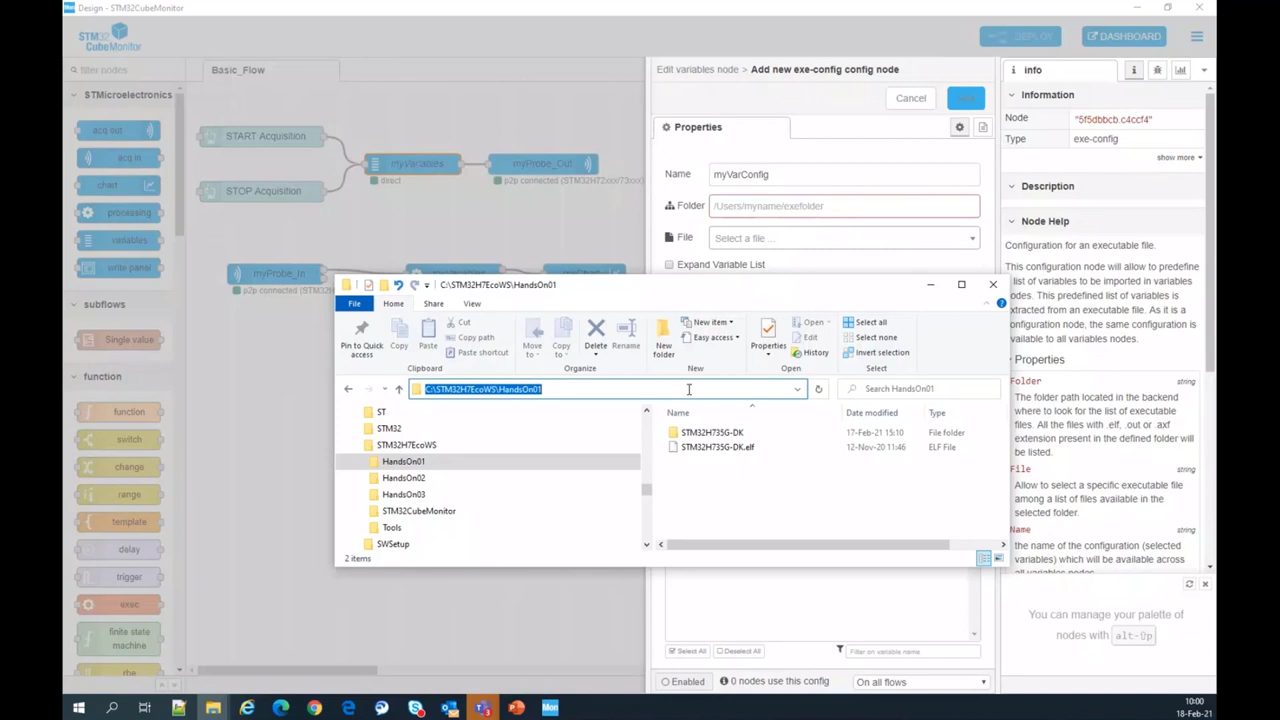 Design - STM32CubeMonitor
STM32
CubeMonitor
DEPLOY
DASHBOARD
filter nodes
Basic_Flow
STMicroelectronics
acq out
acq in
chart
processing
variables
write panel
subflows
Single value
function
function
switch
change
range
template
delay
trigger
exec
finite state
machine
rbe
START Acquisition
STOP Acquisition
myVariables
direct
myProbe_Out
p2p connected (STM32H72xxx/73xxx)
myProbe_In
p2p connected (STM32H
Edit variables node > Add new exe-config config node
Cancel
Properties
Name
myVarConfig
Folder
/Users/myname/exefolder
File
Select a file ...
Expand Variable List
C:\STM32H7EcoWS\HandsOn01
File
Home
Share
View
Pin to Quick
access
Copy
Paste
Cut
Copy path
Paste shortcut
Clipboard
Move
to
Copy
to
Delete
Rename
Organize
New
folder
New item
Easy access
New
Properties
Open
Edit
History
Open
Select all
Select none
Invert selection
Select
C:\STM32H7EcoWS\HandsOn01
Search HandsOn01
ST
STM32
STM32H7EcoWS
HandsOn01
HandsOn02
HandsOn03
STM32CubeMonitor
Tools
SWSetup
Name
Date modified
Type
STM32H735G-DK
17-Feb-21 15:10
File folder
STM32H735G-DK.elf
12-Nov-20 11:46
ELF File
2 items
Select All
Deselect All
Filter on variable name
Enabled
0 nodes use this config
On all flows
info
i
Information
Node
"5f5dbbcb.c4ccf4"
Type
exe-config
show more
Description
Node Help
Configuration for an executable file.
This configuration node will allow to predefine
list of variables to be imported in variables
nodes. This predefined list of variables is
extracted from an executable file. As it is a
configuration node, the same configuration is
available to all variables nodes.
Properties
Folder
string
The folder path located in the backend
where to look for the list of executable
files. All the files with .elf, .out or .axf
extension present in the defined folder will
be listed.
File
string
Allow to select a specific executable file
among a list of files available in the
selected folder.
Name
string
the name of the configuration (selected
variables) which will be available across
all variables nodes.
You can manage your palette of
nodes with alt-⇧p
10:00
18-Feb-21
Mon